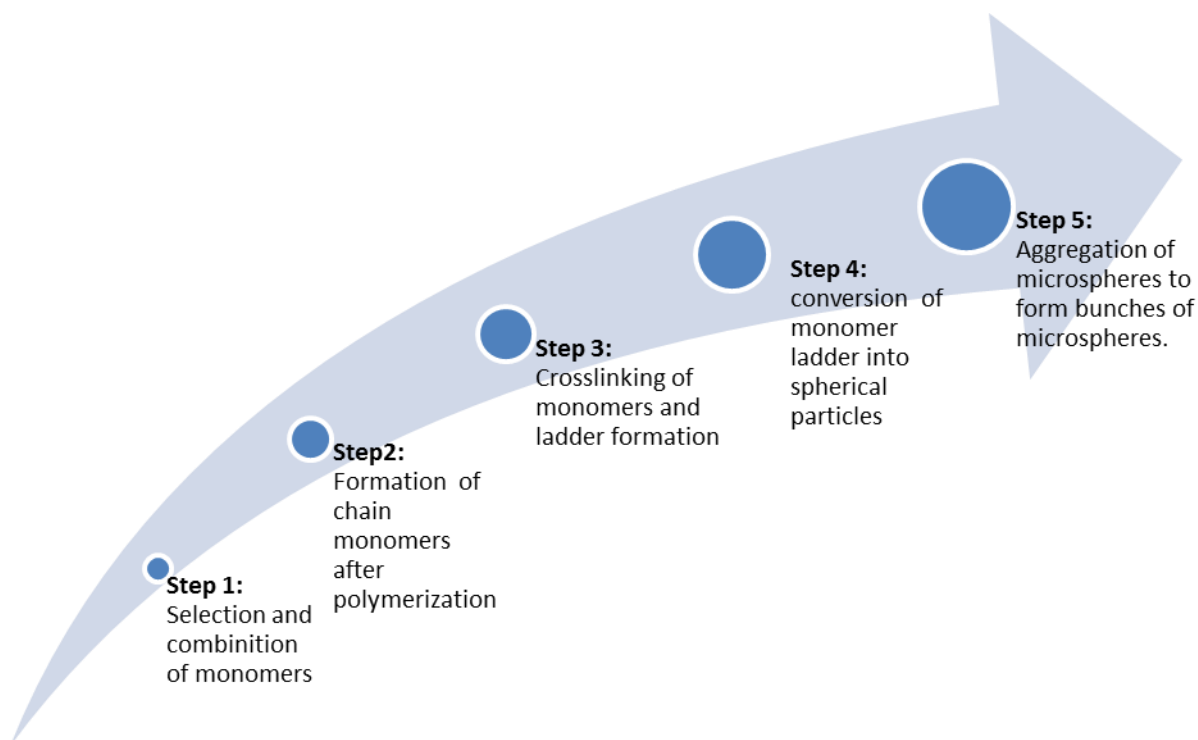 Step 1:
Selection and
combinition
of monomers
Step2:
Formation of
chain
monomers
after
polymerization
Step 3:
Crosslinking of
monomers and
ladder formation
Step 4:
conversion of
monomer
ladder into
spherical
particles
Step 5:
Aggregation of
microspheres to
form bunches of
microspheres.